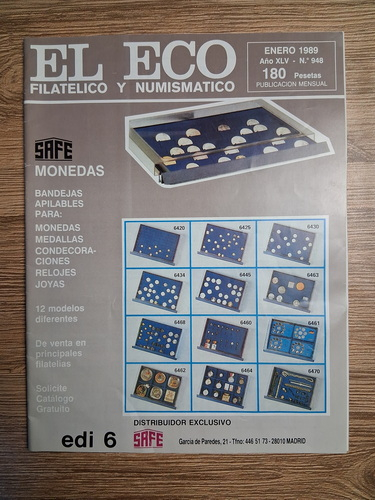 EL ECO
FILATELICO Y NUMISMATICO
ENERO 1989
Año XLV - N.º 948
180 Pesetas
PUBLICACION MENSUAL
SAFE
MONEDAS
BANDEJAS
APILABLES
PARA:
MONEDAS
MEDALLAS
CONDECORA-
CIONES
RELOJES
JOYAS
12 modelos
diferentes
De venta en
principales
filatelias
Solicite
Catálogo
Gratuito
6420 6425 6430
6434 6445 6463
6468 6460 6461
6462 6464 6470
DISTRIBUIDOR EXCLUSIVO
edi 6 SAFE Garcia de Paredes, 21 - Tfno: 446 51 73 - 28010 MADRID